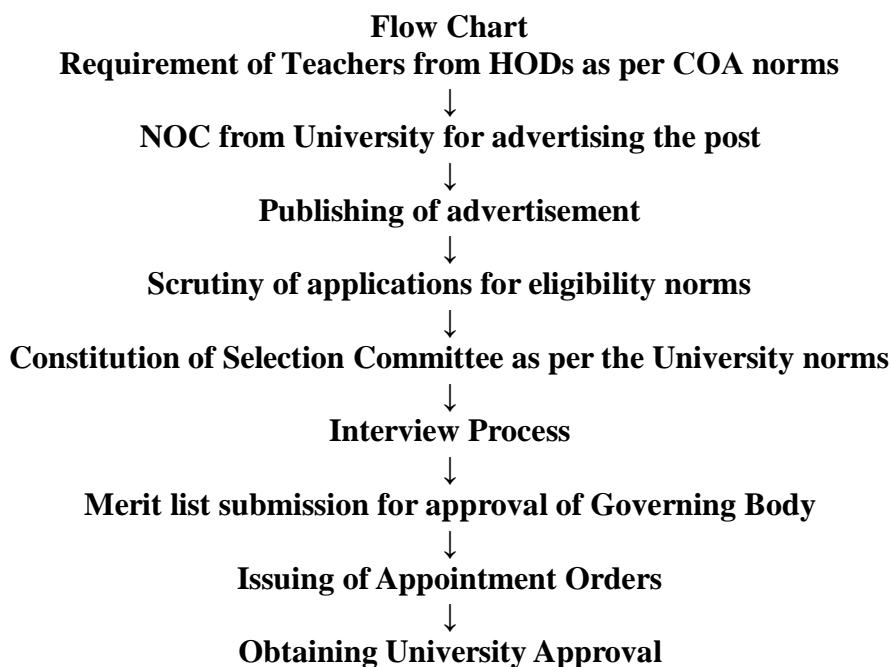 Flow Chart
Requirement of Teachers from HODs as per COA norms
↓
NOC from University for advertising the post
↓
Publishing of advertisement
↓
Scrutiny of applications for eligibility norms
↓
Constitution of Selection Committee as per the University norms
↓
Interview Process
↓
Merit list submission for approval of Governing Body
↓
Issuing of Appointment Orders
↓
Obtaining University Approval